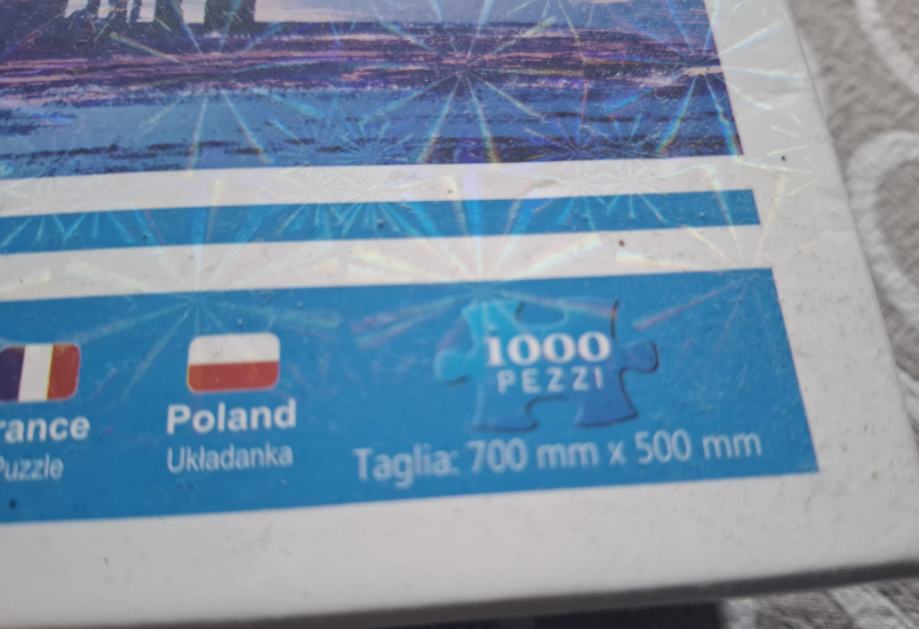 rance
Puzzle
Poland
Układanka
1000
PEZZI
Taglia: 700 mm x 500 mm